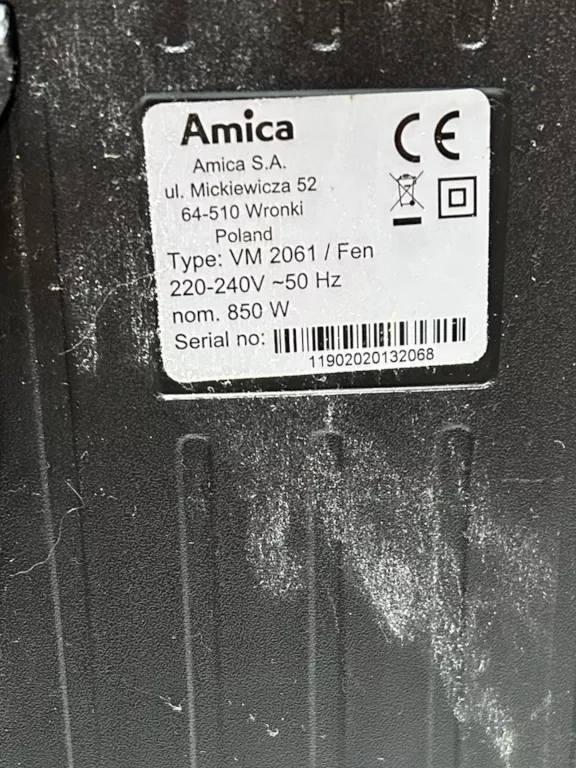 Amica
CE
Amica S.A.
ul. Mickiewicza 52
64-510 Wronki
Poland
Type: VM 2061 / Fen
220-240V ~50 Hz
nom. 850 W
Serial no:
11902020132068